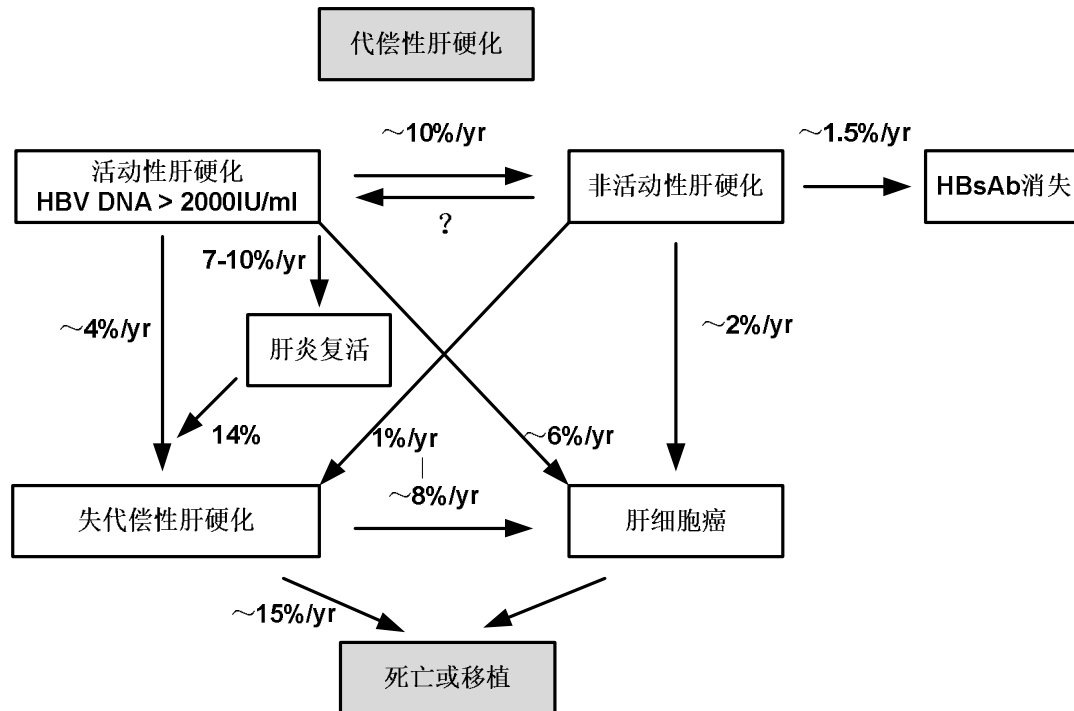 代偿性肝硬化
～10%/yr
～1.5%/yr
活动性肝硬化
HBV DNA > 2000IU/ml
非活动性肝硬化
HBsAb消失
？
7-10%/yr
～4%/yr
～2%/yr
肝炎复活
14%
1%/yr
～6%/yr
～8%/yr
失代偿性肝硬化
肝细胞癌
～15%/yr
死亡或移植